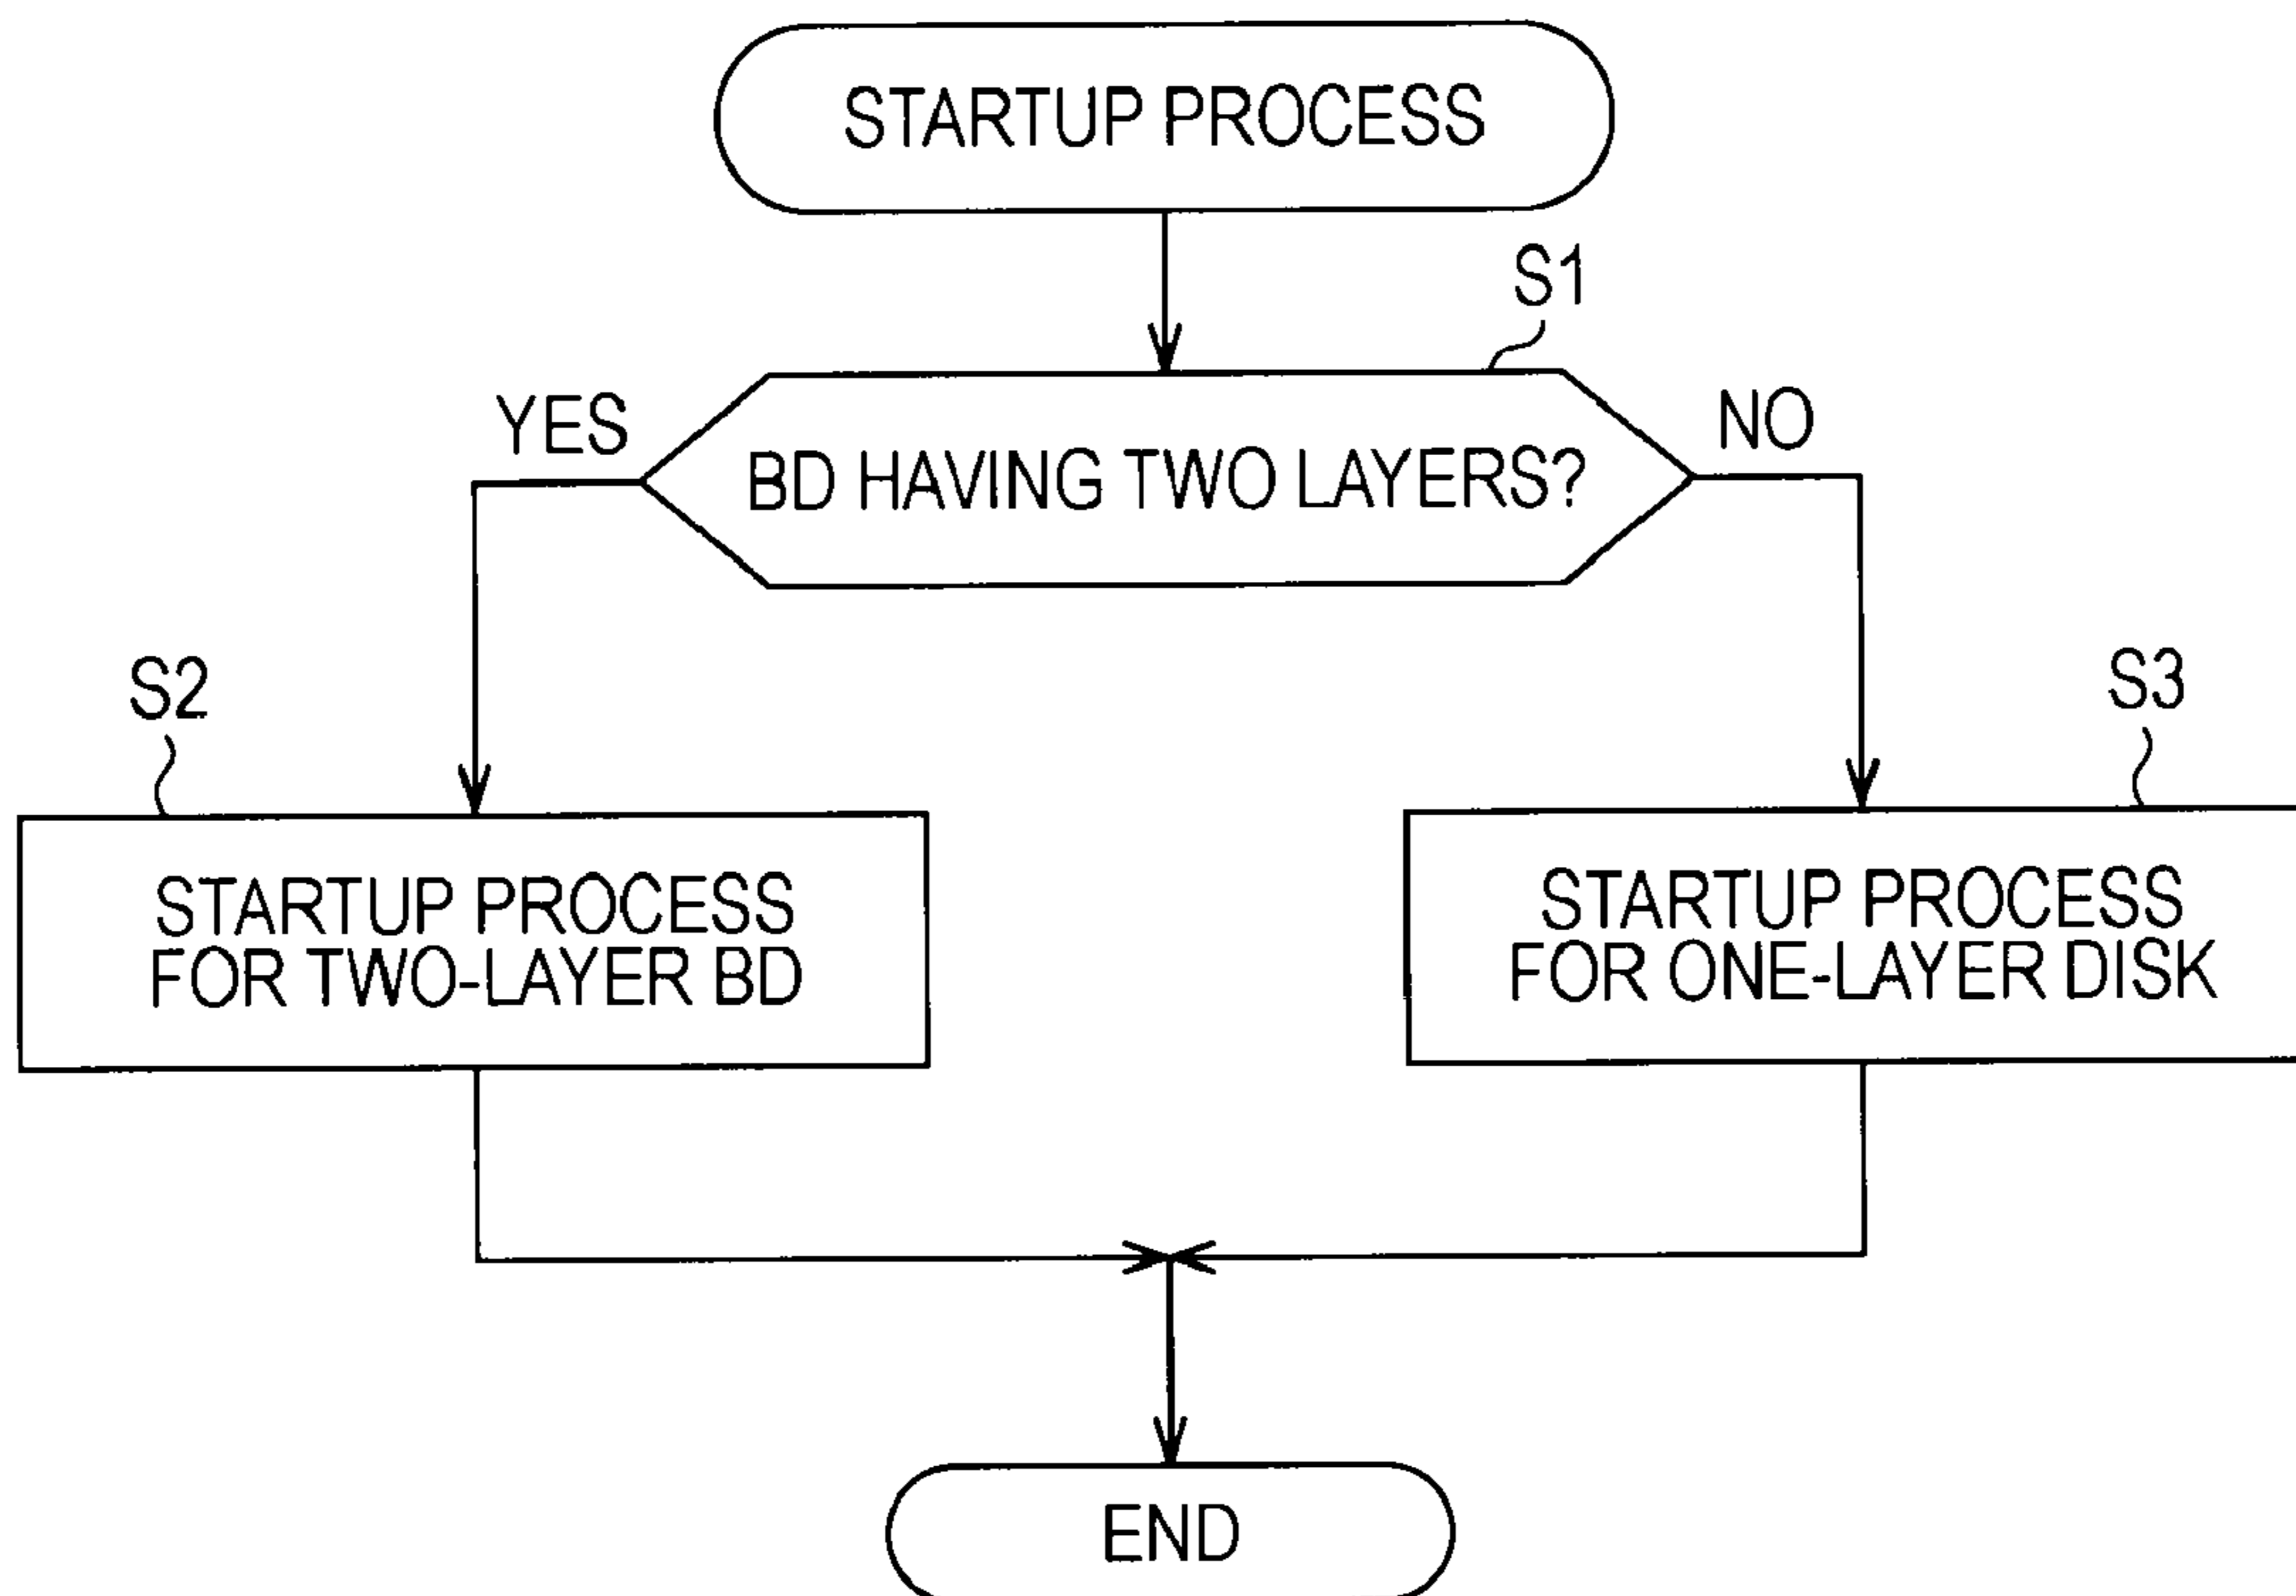 STARTUP PROCESS
S1
YES
NO
BD HAVING TWO LAYERS?
S2
S3
STARTUP PROCESS
FOR TWO-LAYER BD
STARTUP PROCESS
FOR ONE-LAYER DISK
END